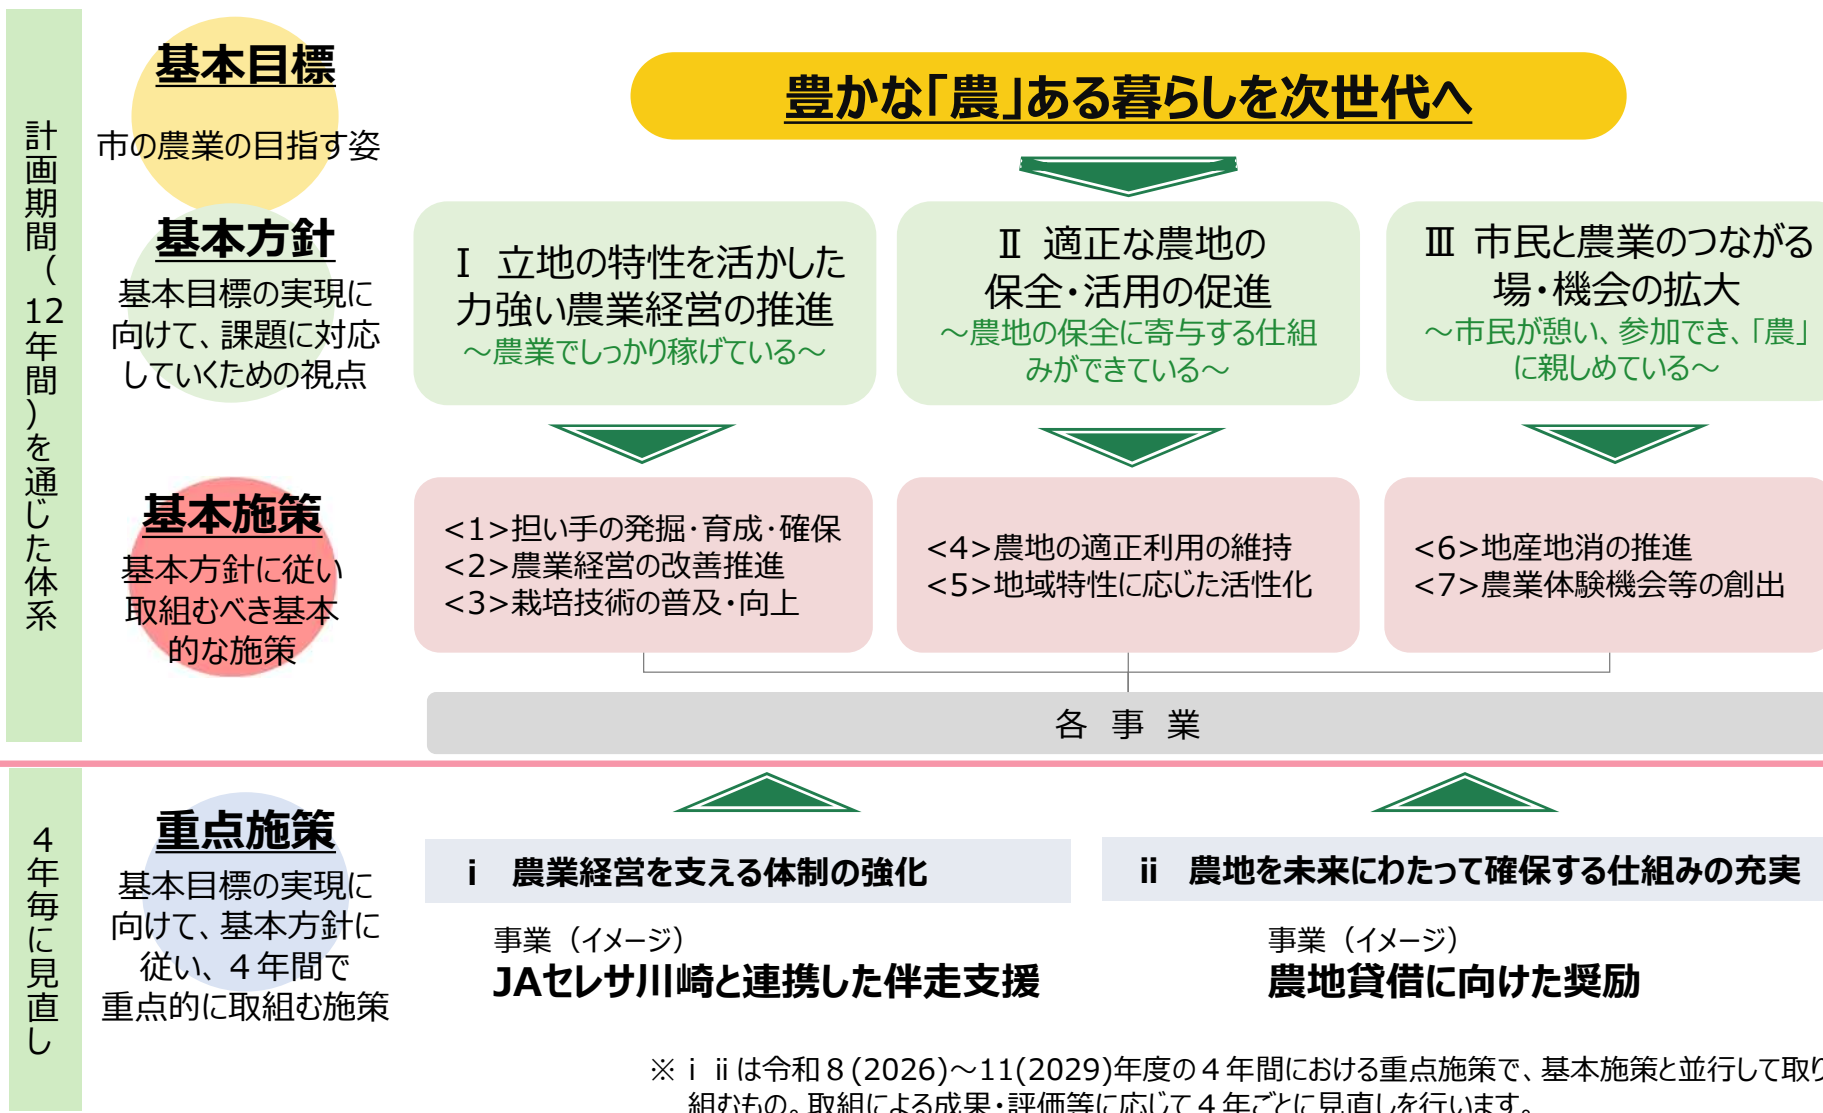 計画期間(12年間)を通じた体系
基本目標
市の農業の目指す姿
豊かな「農」ある暮らしを次世代へ
基本方針
基本目標の実現に
向けて、課題に対応
していくための視点
Ⅰ 立地の特性を活かした
力強い農業経営の推進
～農業でしっかり稼げている～
Ⅱ 適正な農地の
保全・活用の促進
～農地の保全に寄与する仕組
みができている～
Ⅲ 市民と農業のつながる
場・機会の拡大
～市民が憩い、参加でき、「農」
に親しめている～
基本施策
基本方針に従い
取組むべき基本
的な施策
<1>担い手の発掘・育成・確保
<2>農業経営の改善推進
<3>栽培技術の普及・向上
<4>農地の適正利用の維持
<5>地域特性に応じた活性化
<6>地産地消の推進
<7>農業体験機会等の創出
各 事 業
4年毎に見直し
重点施策
基本目標の実現に
向けて、基本方針に
従い、４年間で
重点的に取組む施策
ⅰ 農業経営を支える体制の強化
事業（イメージ）
JAセレサ川崎と連携した伴走支援
ⅱ 農地を未来にわたって確保する仕組みの充実
事業（イメージ）
農地貸借に向けた奨励
※ⅰ ⅱは令和８(2026)～11(2029)年度の４年間における重点施策で、基本施策と並行して取り
組むもの。取組による成果・評価等に応じて４年ごとに見直しを行います。